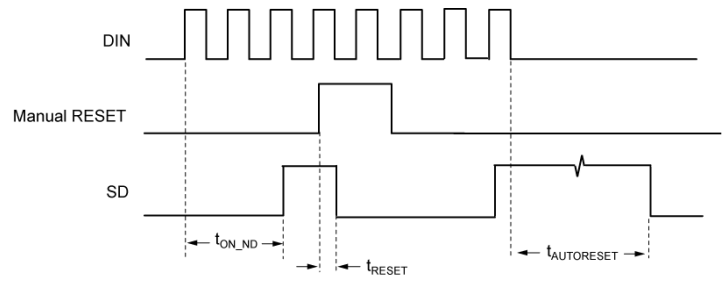 DIN
Manual RESET
SD
tON_ND
tRESET
tAUTORESET